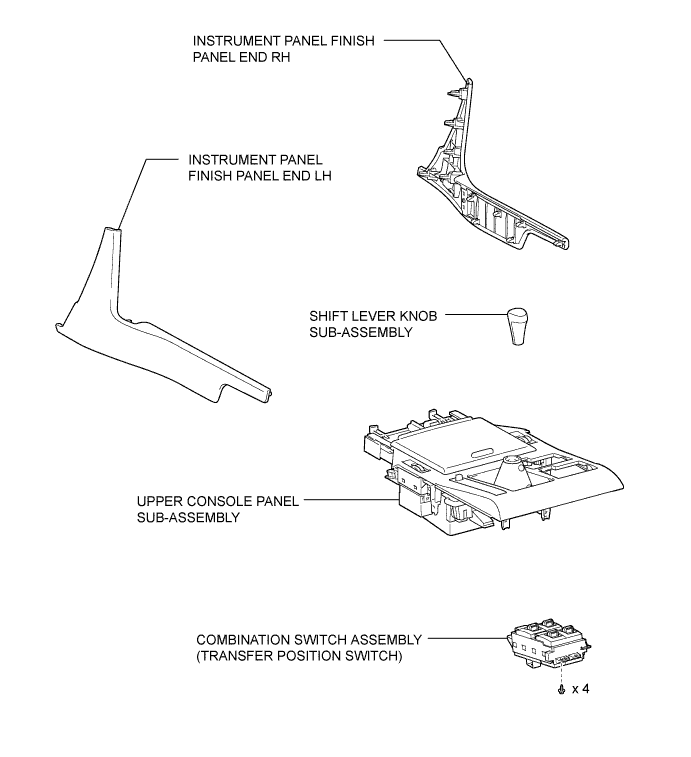 INSTRUMENT PANEL FINISH
PANEL END RH
INSTRUMENT PANEL
FINISH PANEL END LH
SHIFT LEVER KNOB
SUB-ASSEMBLY
UPPER CONSOLE PANEL
SUB-ASSEMBLY
COMBINATION SWITCH ASSEMBLY
(TRANSFER POSITION SWITCH)
x 4